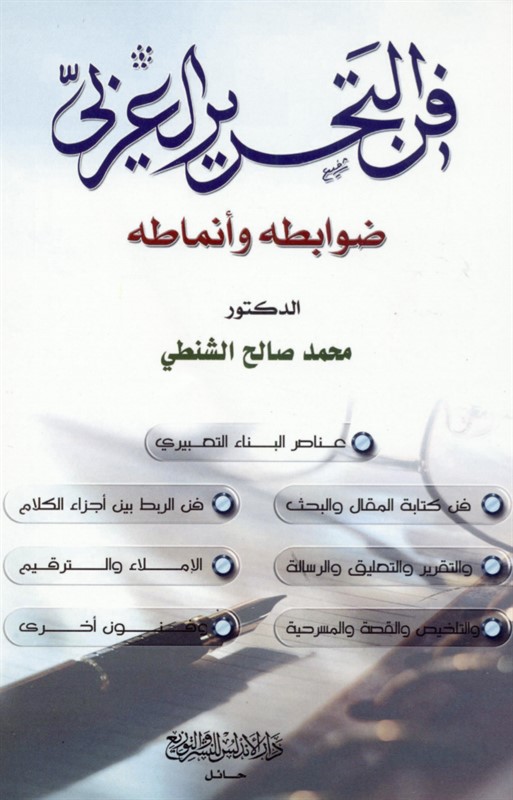 فن التحرير العربي
ضوابطه وأنماطه
الدكتور
محمد صالح الشنطي
عناصر البناء التعبيري
فن كتابة المقال والبحث
فن الربط بين أجزاء الكلام
والتقرير والتعليق والرسالة
الإملاء والترقيم
والتلخيص والقصة والمسرحية
وفنون أخرى
دار الأندلس للنشر والتوزيع
حائل